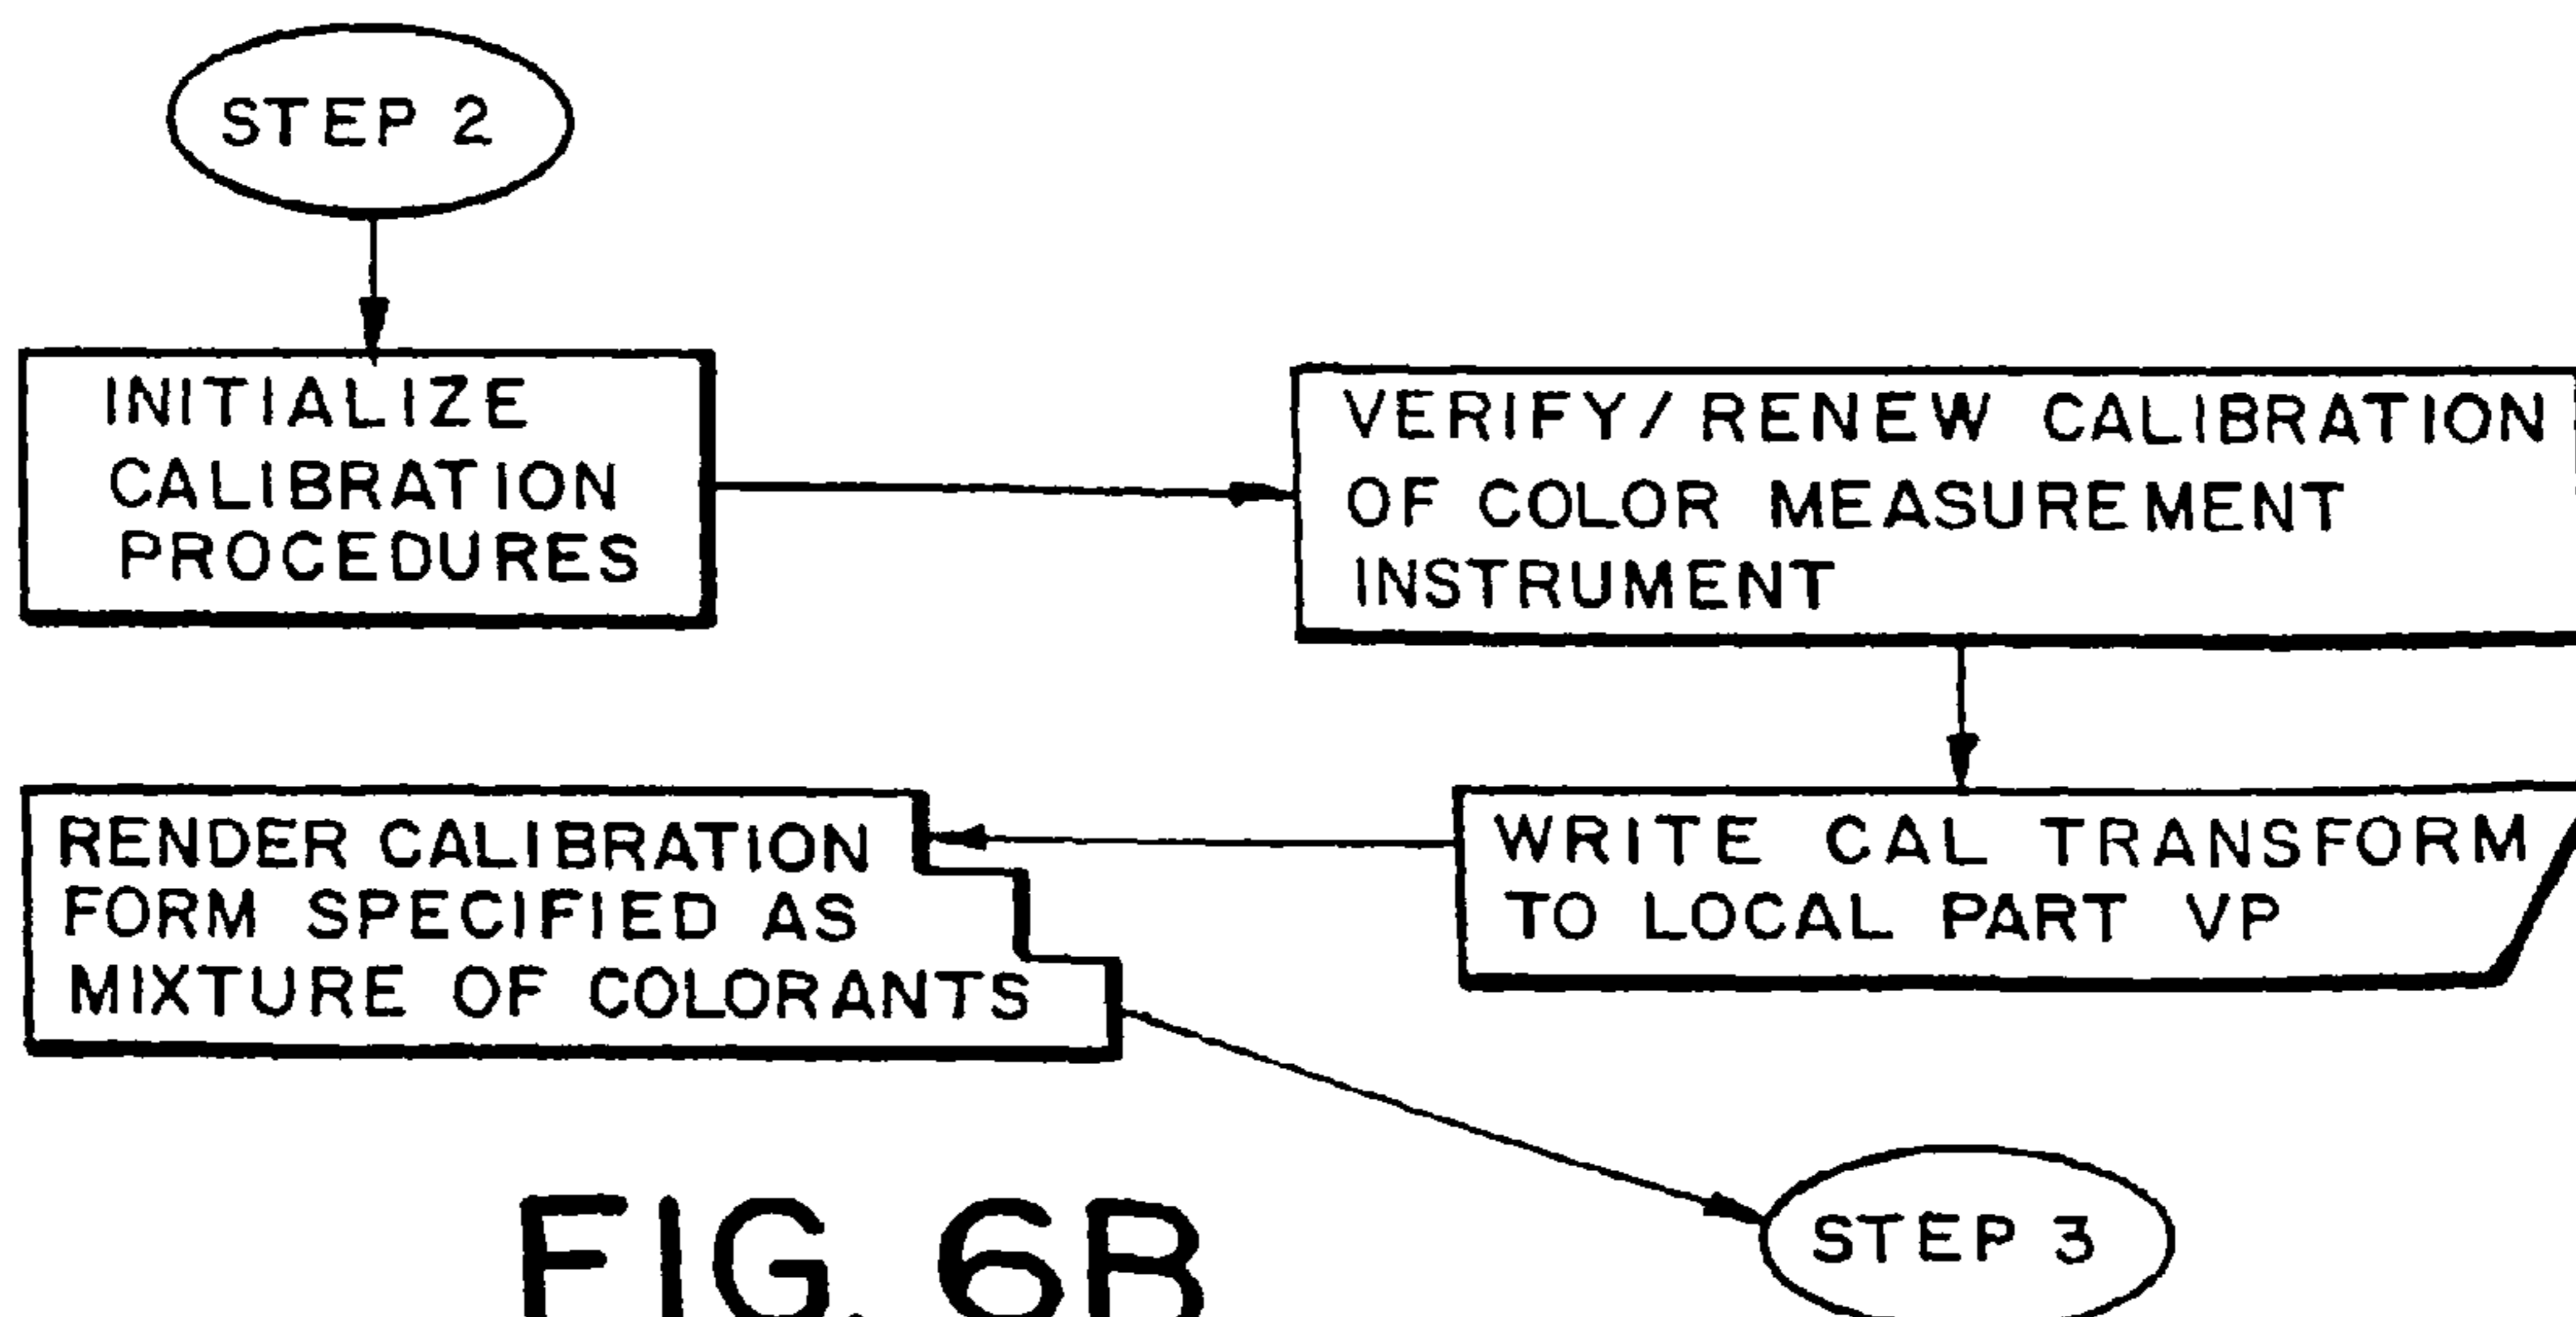 STEP 2
INITIALIZE
CALIBRATION
PROCEDURES
VERIFY/RENEW CALIBRATION
OF COLOR MEASUREMENT
INSTRUMENT
WRITE CAL TRANSFORM
TO LOCAL PART VP
RENDER CALIBRATION
FORM SPECIFIED AS
MIXTURE OF COLORANTS
STEP 3
FIG. 6B